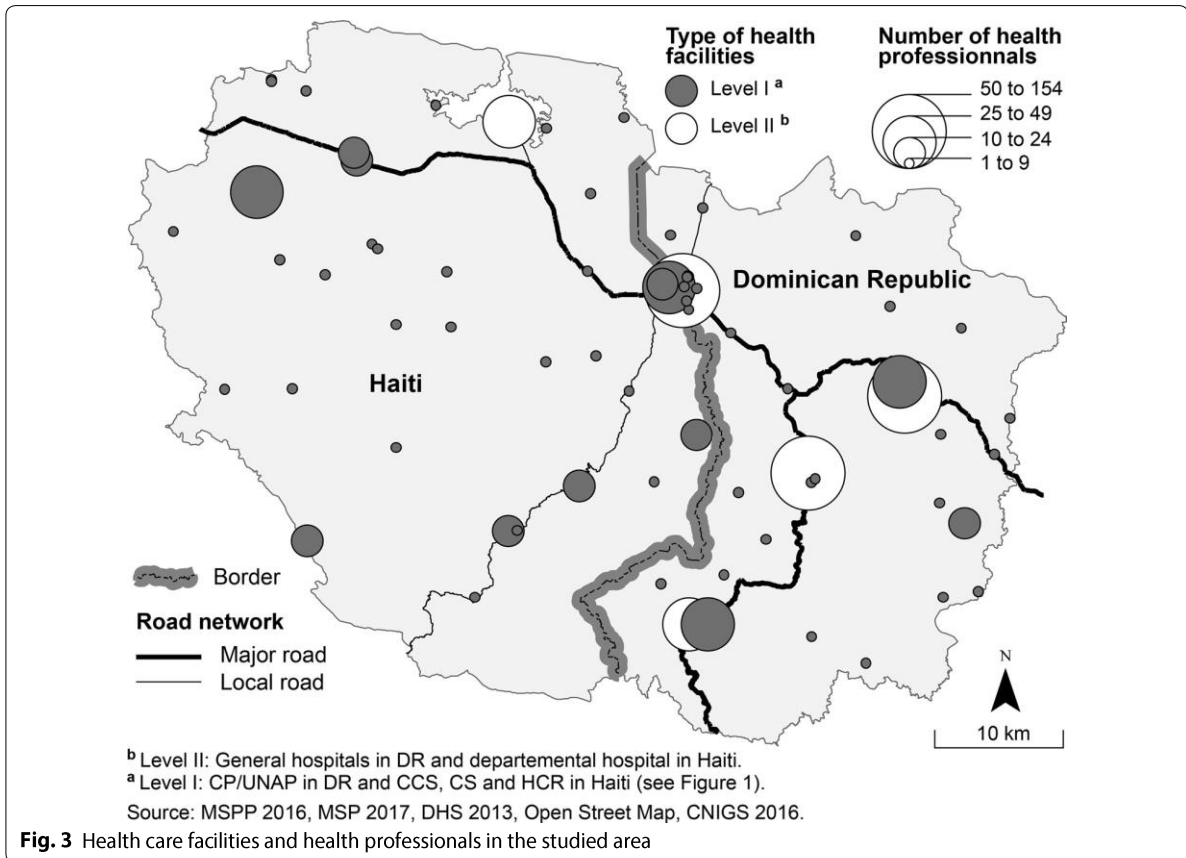 Type of health
facilities
Level I a
Level II b
Number of health
professionnals
50 to 154
25 to 49
10 to 24
1 to 9
Dominican Republic
Haiti
Border
Road network
Major road
Local road
N
10 km
b Level II: General hospitals in DR and departemental hospital in Haiti.
a Level I: CP/UNAP in DR and CCS, CS and HCR in Haiti (see Figure 1).
Source: MSPP 2016, MSP 2017, DHS 2013, Open Street Map, CNIGS 2016.
Fig. 3 Health care facilities and health professionals in the studied area